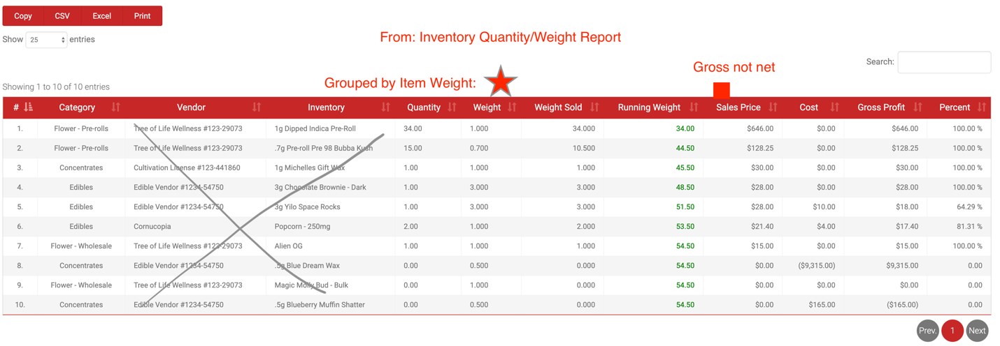 Copy CSV Excel Print
Show 25 entries
From: Inventory Quantity/Weight Report
Search:
Gross not net
Grouped by Item Weight:
Showing 1 to 10 of 10 entries
# Category Vendor Inventory Quantity Weight Weight Sold Running Weight Sales Price Cost Gross Profit Percent
1. Flower - Pre-rolls Tree of Life Wellness #123-29073 1g Dipped Indica Pre-Roll 34.00 1.000 34.000 34.00 $646.00 $0.00 $646.00 100.00 %
2. Flower - Pre-rolls Tree of Life Wellness #123-29073 .7g Pre-roll Pre 98 Bubba Kush 15.00 0.700 10.500 44.50 $128.25 $0.00 $128.25 100.00 %
3. Concentrates Cultivation License #123-441860 1g Michelles Gift Wax 1.00 1.000 1.000 45.50 $30.00 $0.00 $30.00 100.00 %
4. Edibles Edible Vendor #1234-54750 3g Chocolate Brownie - Dark 1.00 3.000 3.000 48.50 $28.00 $0.00 $28.00 100.00 %
5. Edibles Edible Vendor #1234-54750 3g Yilo Space Rocks 1.00 3.000 3.000 51.50 $28.00 $10.00 $18.00 64.29 %
6. Edibles Cornucopia Popcorn - 250mg 2.00 1.000 2.000 53.50 $21.40 $4.00 $17.40 81.31 %
7. Flower - Wholesale Tree of Life Wellness #123-29073 Alien OG 1.00 1.000 1.000 54.50 $15.00 $0.00 $15.00 100.00 %
8. Concentrates Edible Vendor #1234-54750 .5g Blue Dream Wax 0.00 0.500 0.000 54.50 $0.00 ($9,315.00) $9,315.00 0.00
9. Flower - Wholesale Tree of Life Wellness #123-29073 Magic Molly Bud - Bulk 0.00 1.000 0.000 54.50 $0.00 $0.00 $0.00 0.00
10. Concentrates Edible Vendor #1234-54750 .5g Blueberry Muffin Shatter 0.00 0.500 0.000 54.50 $0.00 $165.00 ($165.00) 0.00
Prev. 1 Next